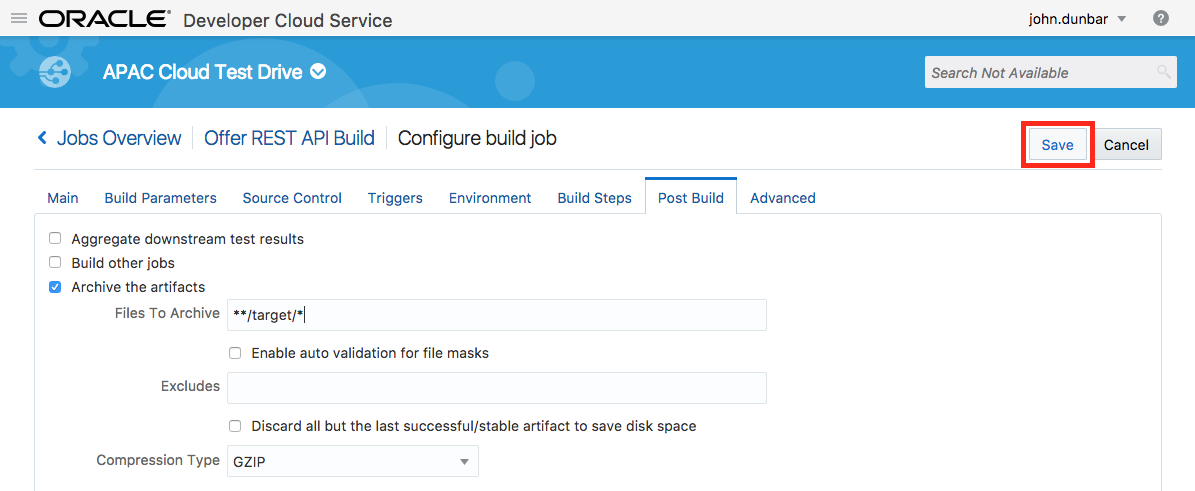 ORACLE® Developer Cloud Service john.dunbar ?
APAC Cloud Test Drive Search Not Available
Jobs Overview Offer REST API Build Configure build job Save Cancel
Main Build Parameters Source Control Triggers Environment Build Steps Post Build Advanced
Aggregate downstream test results
Build other jobs
Archive the artifacts
Files To Archive **/target/*
Enable auto validation for file masks
Excludes
Discard all but the last successful/stable artifact to save disk space
Compression Type GZIP